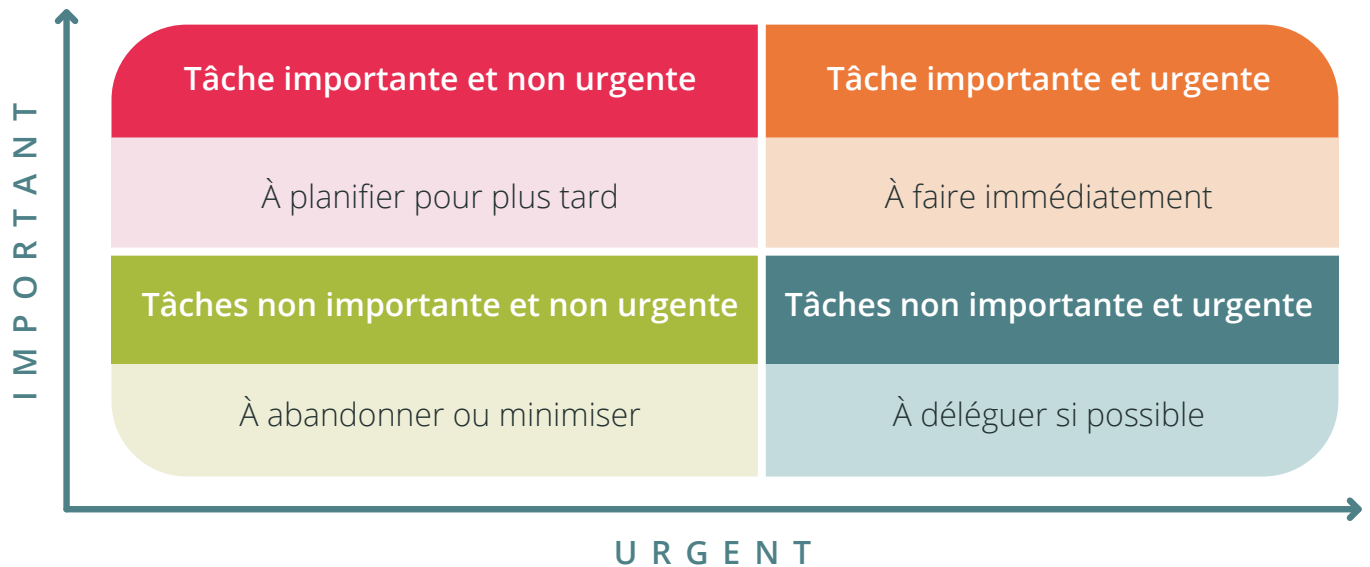 IMPORTANT
Tâche importante et non urgente
Tâche importante et urgente
À planifier pour plus tard
À faire immédiatement
Tâches non importante et non urgente
Tâches non importante et urgente
À abandonner ou minimiser
À déléguer si possible
URGENT